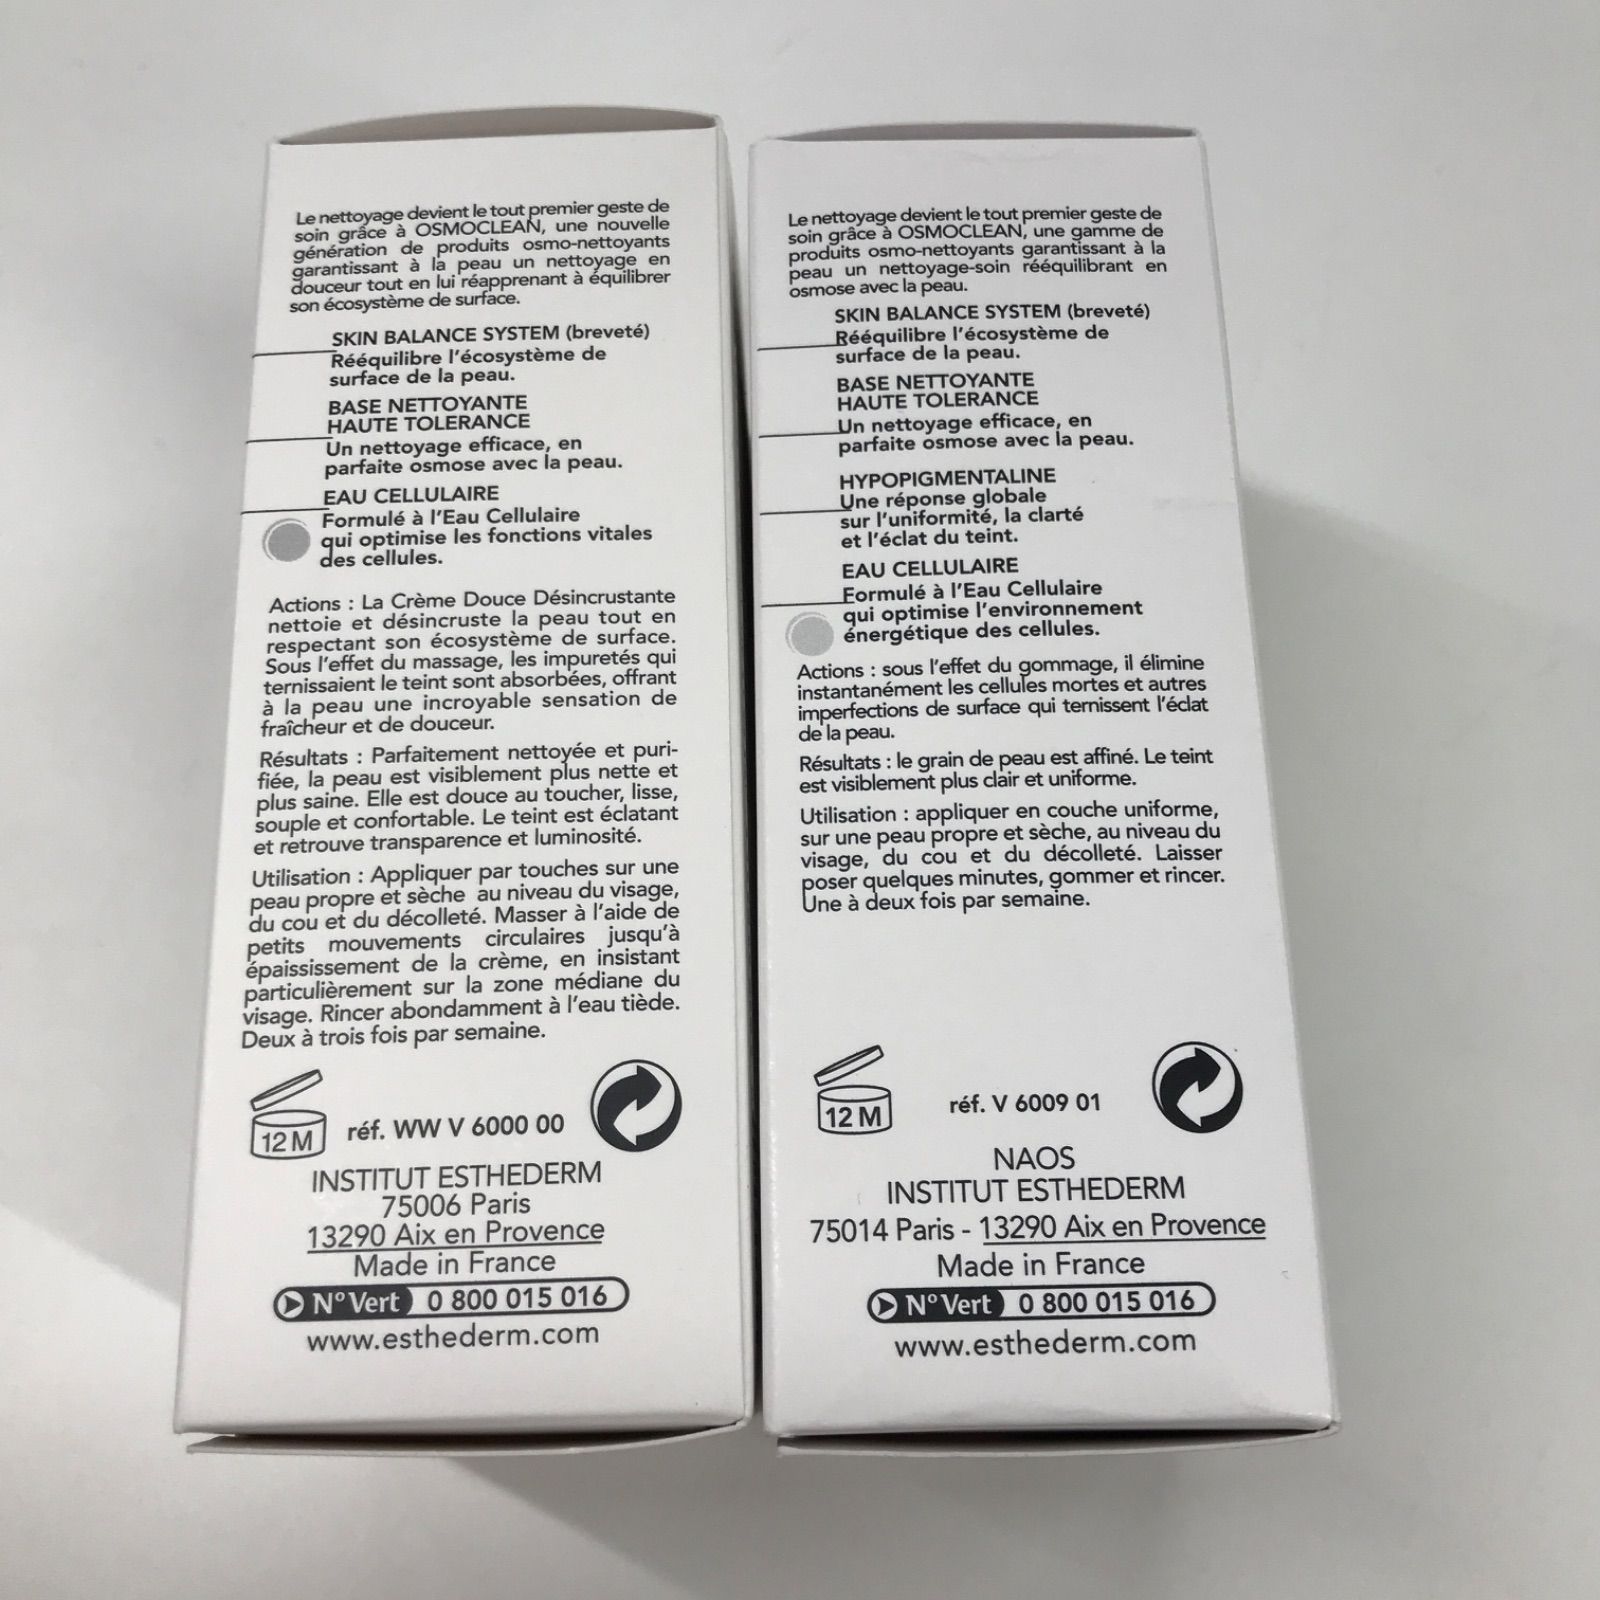 Le nettoyage devient le tout premier geste de
soin grâce à OSMOCLEAN, une nouvelle
génération de produits osmo-nettoyants
garantissant à la peau un nettoyage en
douceur tout en lui réapprenant à équilibrer
son écosystème de surface.
SKIN BALANCE SYSTEM (breveté)
Rééquilibre l'écosystème de
surface de la peau.
BASE NETTOYANTE
HAUTE TOLERANCE
Un nettoyage efficace, en
parfaite osmose avec la peau.
EAU CELLULAIRE
Formulé à l'Eau Cellulaire
qui optimise les fonctions vitales
des cellules.
Actions : La Crème Douce Désincrustante
nettoie et désincruste la peau tout en
respectant son écosystème de surface.
Sous l'effet du massage, les impuretés qui
ternissaient le teint sont absorbées, offrant
à la peau une incroyable sensation de
fraîcheur et de douceur.
Résultats : Parfaitement nettoyée et puri-
fiée, la peau est visiblement plus nette et
plus saine. Elle est douce au toucher, lisse,
souple et confortable. Le teint est éclatant
et retrouve transparence et luminosité.
Utilisation : Appliquer par touches sur une
peau propre et sèche au niveau du visage,
du cou et du décolleté. Masser à l'aide de
petits mouvements circulaires jusqu'à
épaississement de la crème, en insistant
particulièrement sur la zone médiane du
visage. Rincer abondamment à l'eau tiède.
Deux à trois fois par semaine.
12 M
réf. WW V 6000 00
INSTITUT ESTHEDERM
75006 Paris
13290 Aix en Provence
Made in France
N° Vert 0 800 015 016
www.esthederm.com
Le nettoyage devient le tout premier geste de
soin grâce à OSMOCLEAN, une gamme de
produits osmo-nettoyants garantissant à la
peau un nettoyage-soin rééquilibrant en
osmose avec la peau.
SKIN BALANCE SYSTEM (breveté)
Rééquilibre l'écosystème de
surface de la peau.
BASE NETTOYANTE
HAUTE TOLERANCE
Un nettoyage efficace, en
parfaite osmose avec la peau.
HYPOPIGMENTALINE
Une réponse globale
sur l'uniformité, la clarté
et l'éclat du teint.
EAU CELLULAIRE
Formulé à l'Eau Cellulaire
qui optimise l'environnement
énergétique des cellules.
Actions : sous l'effet du gommage, il élimine
instantanément les cellules mortes et autres
imperfections de surface qui ternissent l'éclat
de la peau.
Résultats : le grain de peau est affiné. Le teint
est visiblement plus clair et uniforme.
Utilisation : appliquer en couche uniforme,
sur une peau propre et sèche, au niveau du
visage, du cou et du décolleté. Laisser
poser quelques minutes, gommer et rincer.
Une à deux fois par semaine.
12 M
réf. V 6009 01
NAOS
INSTITUT ESTHEDERM
75014 Paris - 13290 Aix en Provence
Made in France
N° Vert 0 800 015 016
www.esthederm.com